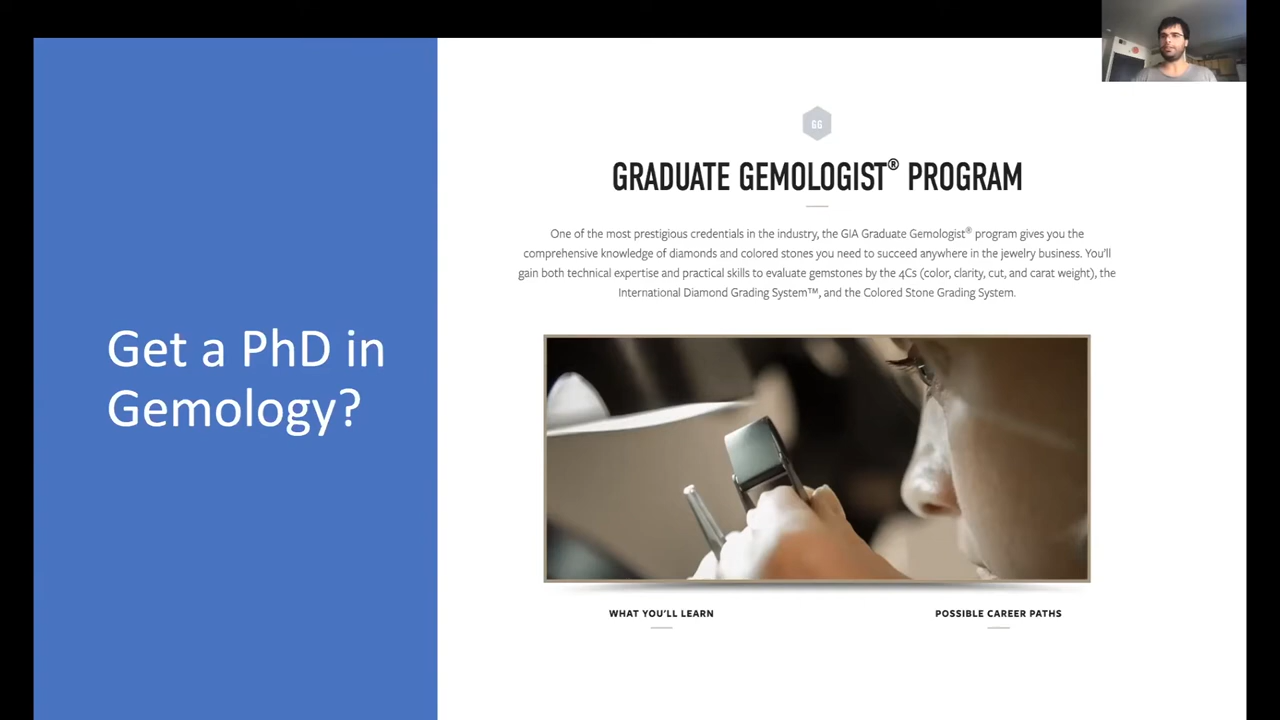 Get a PhD in
Gemology?
GG
GRADUATE GEMOLOGIST® PROGRAM
One of the most prestigious credentials in the industry, the GIA Graduate Gemologist® program gives you the
comprehensive knowledge of diamonds and colored stones you need to succeed anywhere in the jewelry business. You'll
gain both technical expertise and practical skills to evaluate gemstones by the 4Cs (color, clarity, cut, and carat weight), the
International Diamond Grading System™, and the Colored Stone Grading System.
WHAT YOU'LL LEARN
POSSIBLE CAREER PATHS